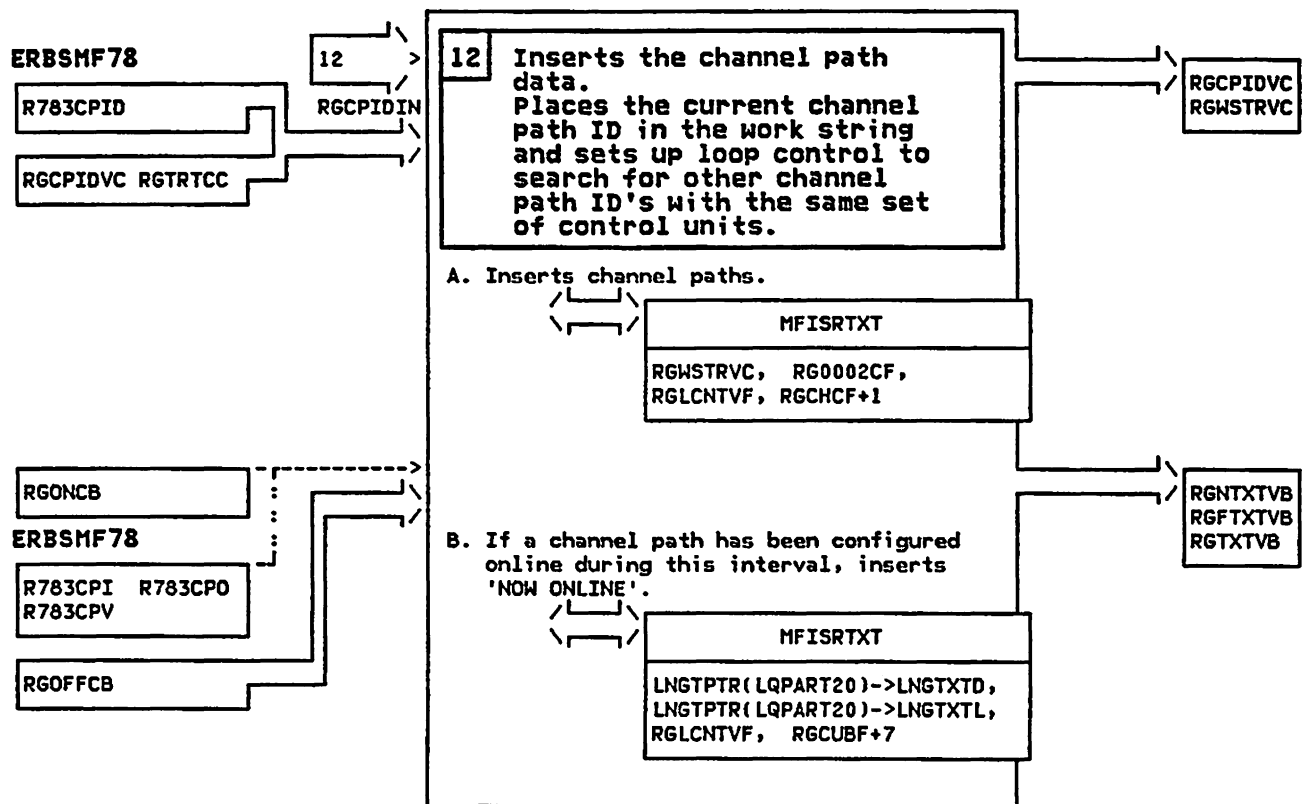 ERBSMF78
R783CPID
RGCPIDVC RGTRTCC
12
RGCPIDIN
12 Inserts the channel path
data.
Places the current channel
path ID in the work string
and sets up loop control to
search for other channel
path ID's with the same set
of control units.
RGCPIDVC
RGWSTRVC
A. Inserts channel paths.
MFISRTXT
RGWSTRVC, RG0002CF,
RGLCNTVF, RGCHCF+1
RGONCB
ERBSMF78
R783CPI R783CPO
R783CPV
RGOFFCB
RGNTXTVB
RGFTXTVB
RGTXTVB
B. If a channel path has been configured
online during this interval, inserts
'NOW ONLINE'.
MFISRTXT
LNGTPTR(LQPART20)->LNGTXTD,
LNGTPTR(LQPART20)->LNGTXTL,
RGLCNTVF, RGCUBF+7